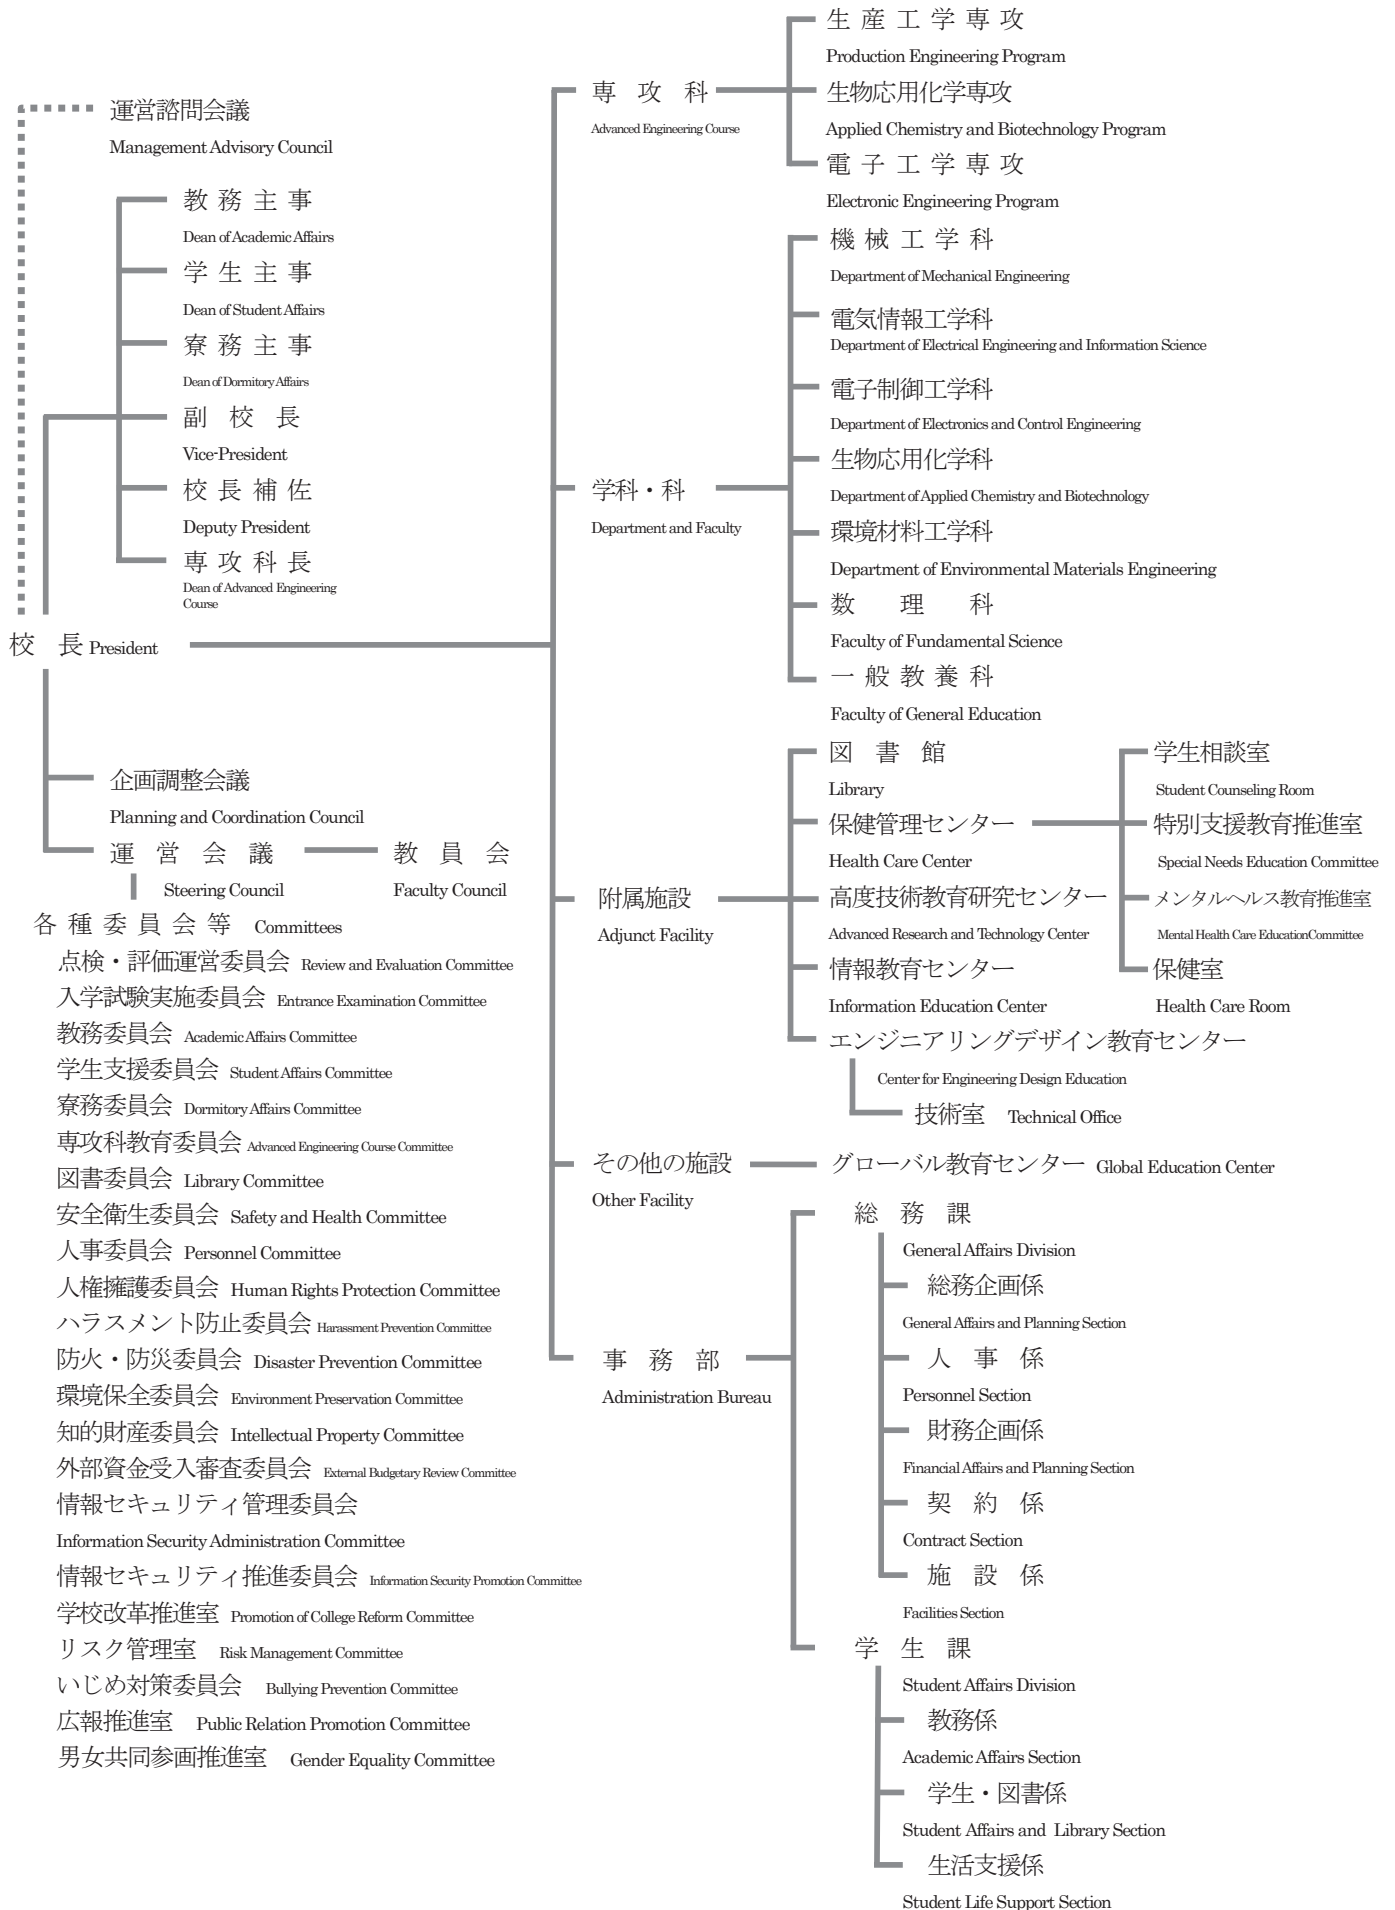 運営諮問会議
Management Advisory Council
教務主事
Dean of Academic Affairs
学生主事
Dean of Student Affairs
寮務主事
Dean of Dormitory Affairs
副校長
Vice-President
校長補佐
Deputy President
専攻科長
Dean of Advanced Engineering
Course
校長 President
企画調整会議
Planning and Coordination Council
運営会議
Steering Council
教員会
Faculty Council
各種委員会等 Committees
点検・評価運営委員会 Review and Evaluation Committee
入学試験実施委員会 Entrance Examination Committee
教務委員会 Academic Affairs Committee
学生支援委員会 Student Affairs Committee
寮務委員会 Dormitory Affairs Committee
専攻科教育委員会 Advanced Engineering Course Committee
図書委員会 Library Committee
安全衛生委員会 Safety and Health Committee
人事委員会 Personnel Committee
人権擁護委員会 Human Rights Protection Committee
ハラスメント防止委員会 Harassment Prevention Committee
防火・防災委員会 Disaster Prevention Committee
環境保全委員会 Environment Preservation Committee
知的財産委員会 Intellectual Property Committee
外部資金受入審査委員会 External Budgetary Review Committee
情報セキュリティ管理委員会
Information Security Administration Committee
情報セキュリティ推進委員会 Information Security Promotion Committee
学校改革推進室 Promotion of College Reform Committee
リスク管理室 Risk Management Committee
いじめ対策委員会 Bullying Prevention Committee
広報推進室 Public Relation Promotion Committee
男女共同参画推進室 Gender Equality Committee
専攻科
Advanced Engineering Course
生産工学専攻
Production Engineering Program
生物応用化学専攻
Applied Chemistry and Biotechnology Program
電子工学専攻
Electronic Engineering Program
学科・科
Department and Faculty
機械工学科
Department of Mechanical Engineering
電気情報工学科
Department of Electrical Engineering and Information Science
電子制御工学科
Department of Electronics and Control Engineering
生物応用化学科
Department of Applied Chemistry and Biotechnology
環境材料工学科
Department of Environmental Materials Engineering
数理科
Faculty of Fundamental Science
一般教養科
Faculty of General Education
附属施設
Adjunct Facility
図書館
Library
保健管理センター
Health Care Center
学生相談室
Student Counseling Room
特別支援教育推進室
Special Needs Education Committee
メンタルヘルス教育推進室
Mental Health Care EducationCommittee
保健室
Health Care Room
高度技術教育研究センター
Advanced Research and Technology Center
情報教育センター
Information Education Center
エンジニアリングデザイン教育センター
Center for Engineering Design Education
技術室 Technical Office
その他の施設
Other Facility
グローバル教育センター Global Education Center
事務部
Administration Bureau
総務課
General Affairs Division
総務企画係
General Affairs and Planning Section
人事係
Personnel Section
財務企画係
Financial Affairs and Planning Section
契約係
Contract Section
施設係
Facilities Section
学生課
Student Affairs Division
教務係
Academic Affairs Section
学生・図書係
Student Affairs and Library Section
生活支援係
Student Life Support Section